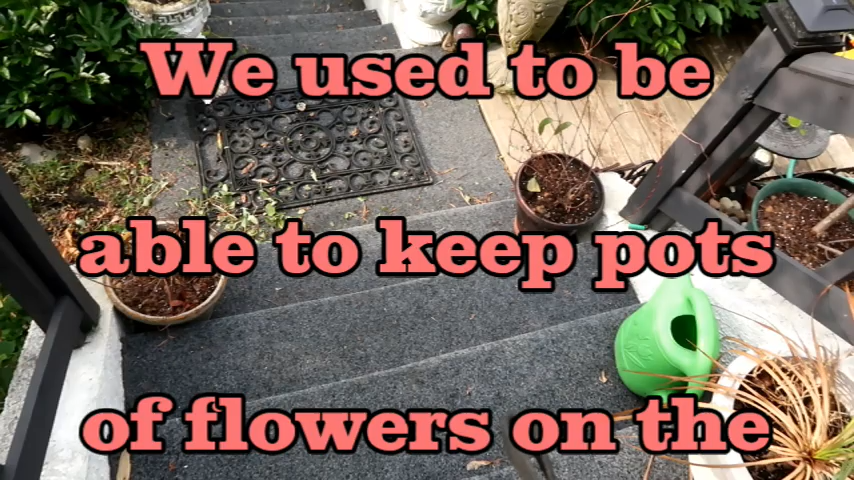 We used to be
able to keep pots
of flowers on the